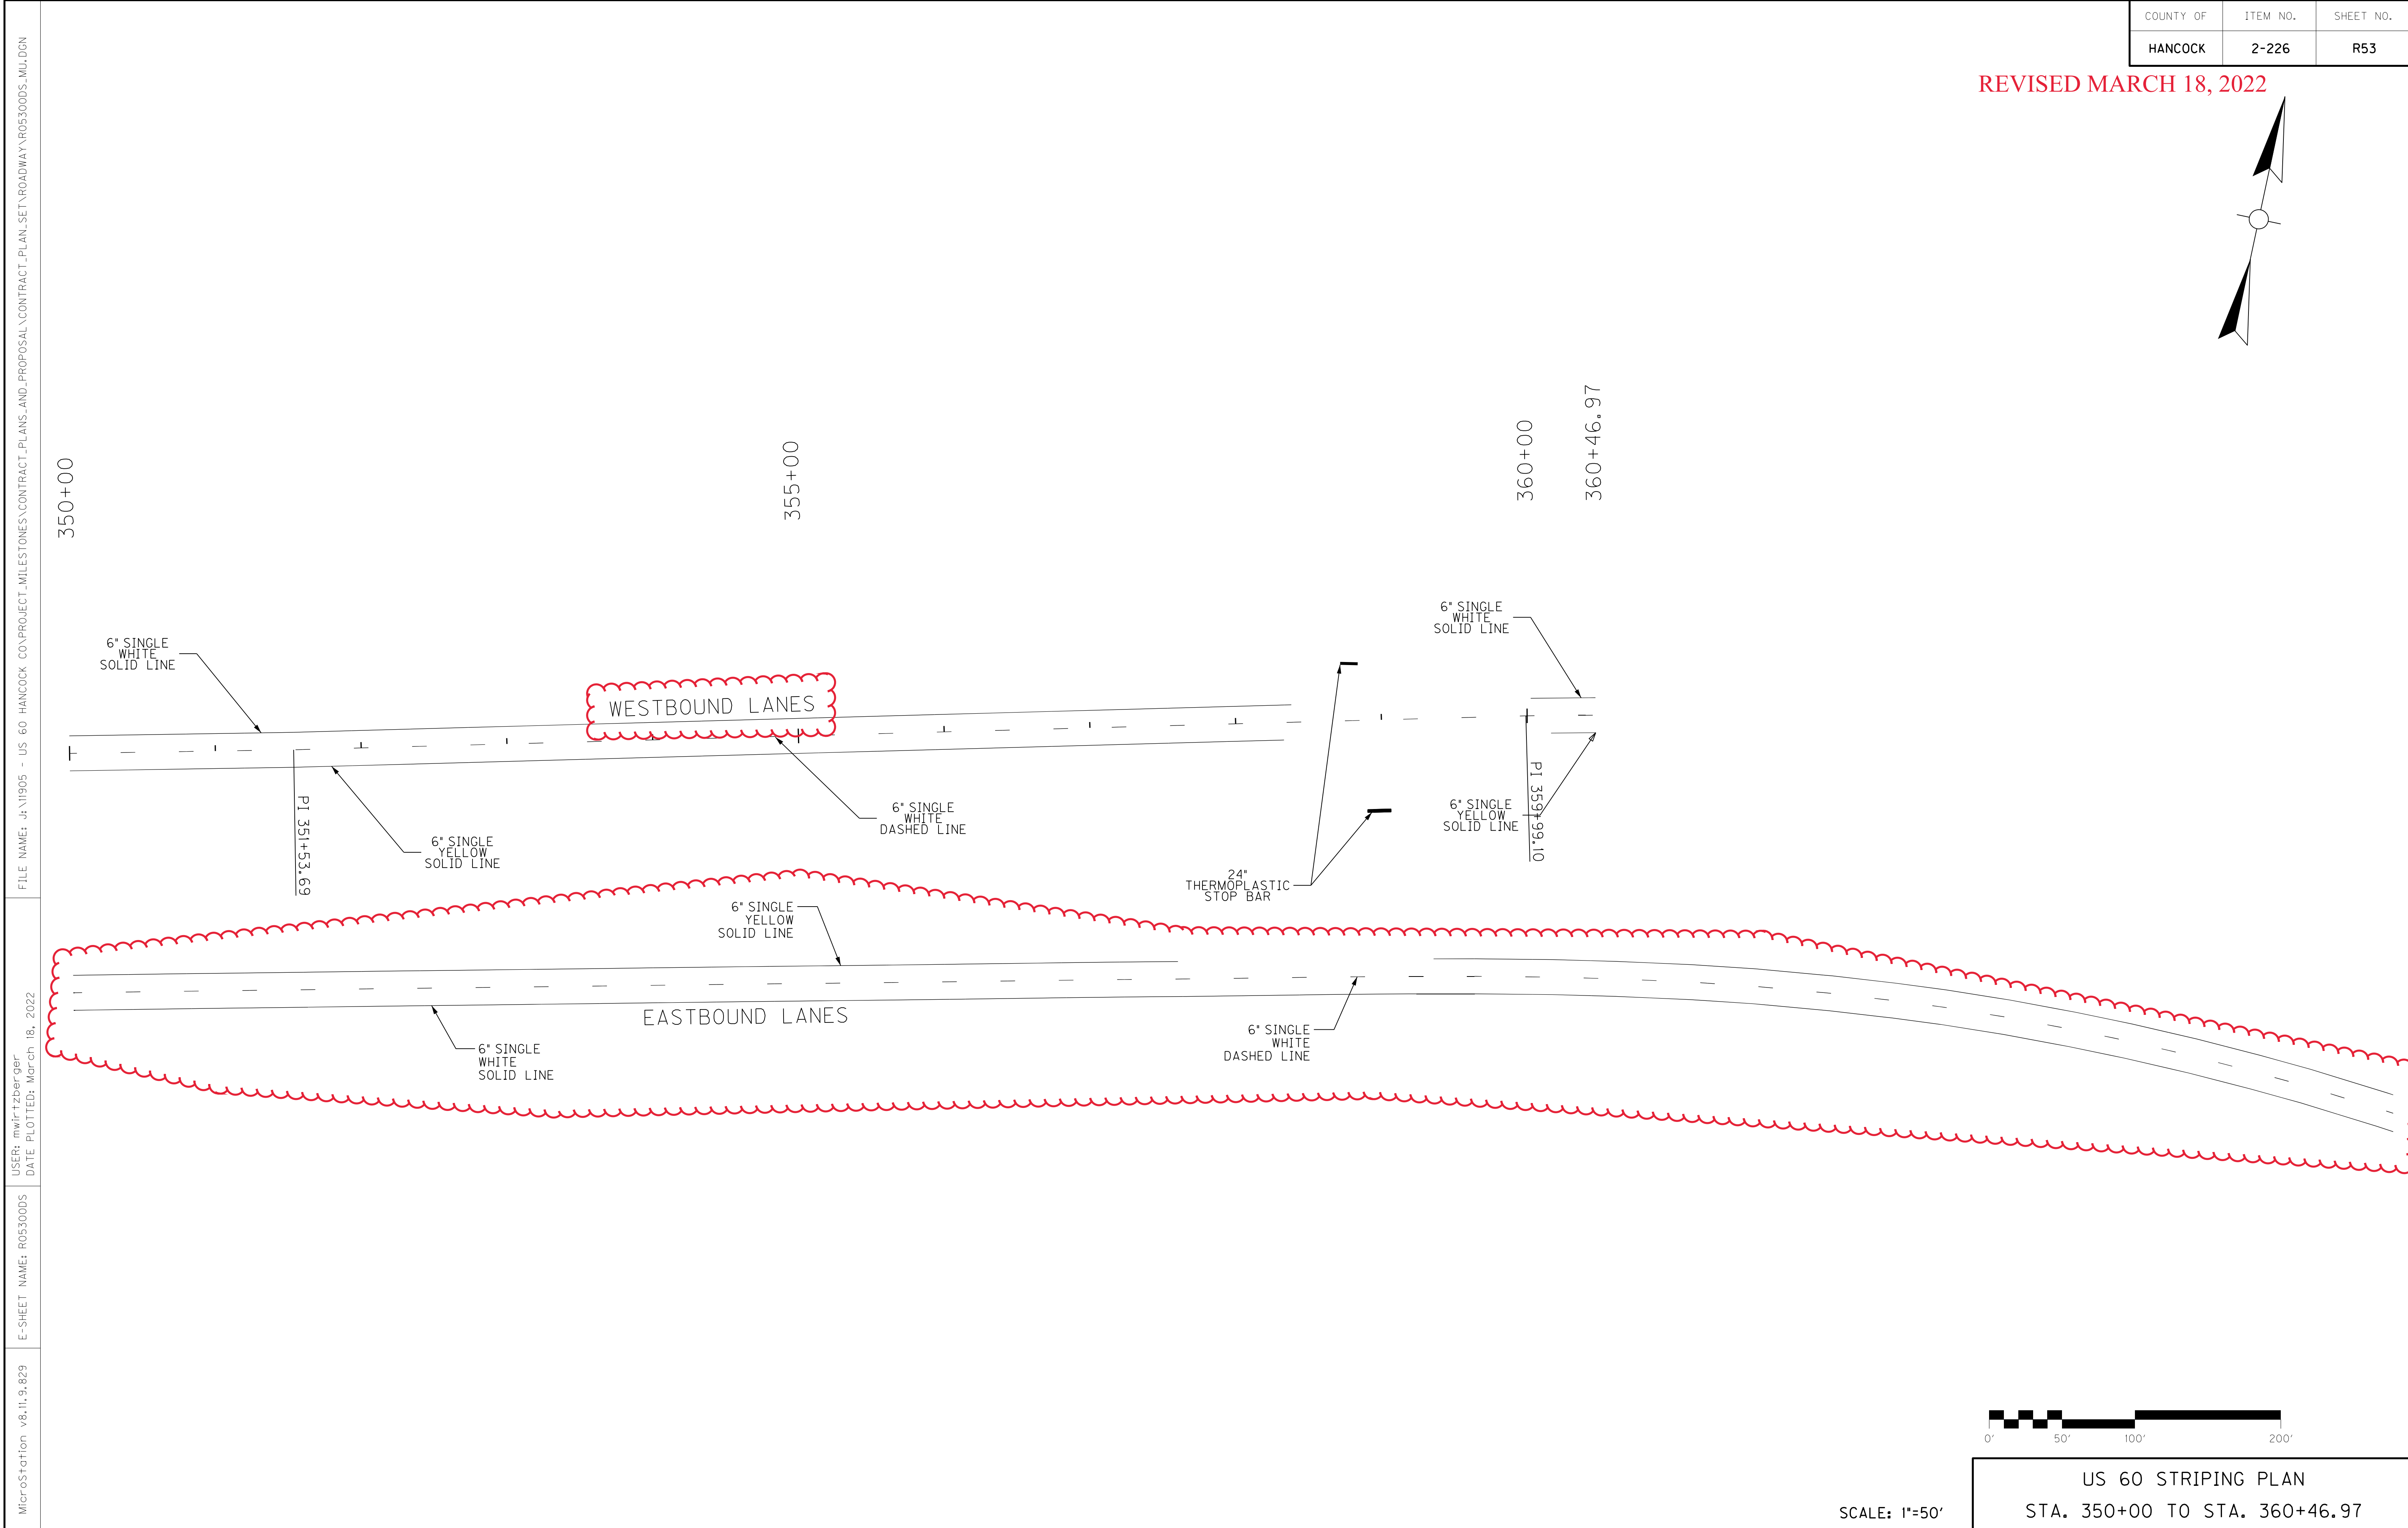 COUNTY OF
ITEM NO.
SHEET NO.
HANCOCK
2-226
R53
REVISED MARCH 18, 2022
350+00
355+00
360+00
360+46.97
6" SINGLE
WHITE
SOLID LINE
WESTBOUND LANES
6" SINGLE
WHITE
SOLID LINE
PI 351+53.69
6" SINGLE
YELLOW
SOLID LINE
6" SINGLE
WHITE
DASHED LINE
6" SINGLE
YELLOW
SOLID LINE
PI 359+99.10
24"
THERMOPLASTIC
STOP BAR
6" SINGLE
YELLOW
SOLID LINE
EASTBOUND LANES
6" SINGLE
WHITE
SOLID LINE
6" SINGLE
WHITE
DASHED LINE
0' 50' 100' 200'
SCALE: 1"=50'
US 60 STRIPING PLAN
STA. 350+00 TO STA. 360+46.97
FILE NAME: J:\11905 - US 60 HANCOCK CO\PROJECT_MILESTONES\CONTRACT_PLANS_AND_PROPOSAL\CONTRACT_PLAN_SET\ROADWAY\R05300DS_MU.DGN
USER: mwirtzberger
DATE PLOTTED: March 18, 2022
E-SHEET NAME: R05300DS
MicroStation v8.11.9.829